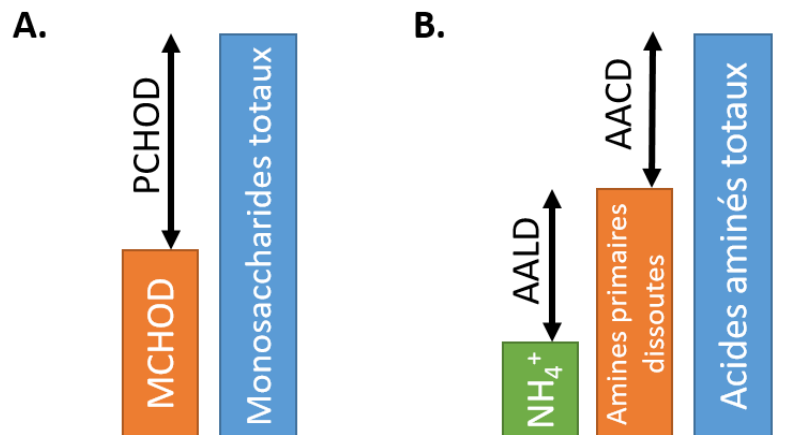 A.
PCHOD
MCHOD
Monosaccharides totaux
B.
AALD
AACD
NH₄⁺
Amines primaires
dissoutes
Acides aminés totaux